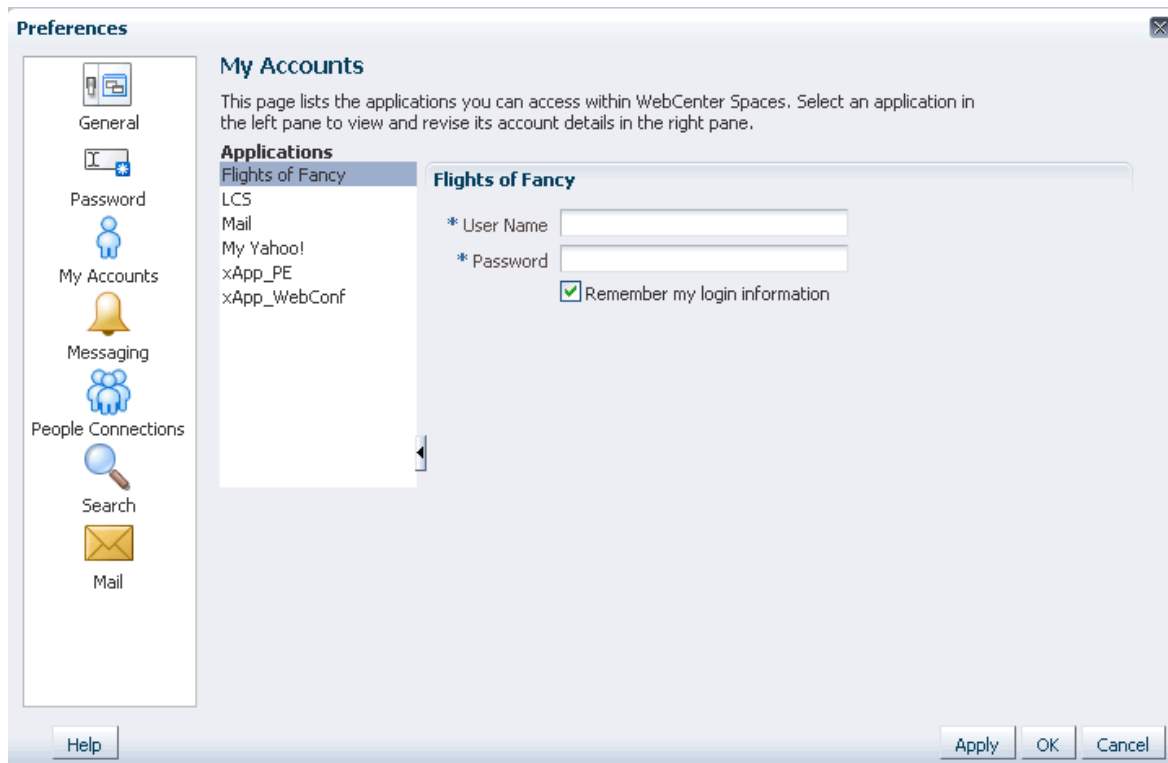 Preferences
General
Password
My Accounts
Messaging
People Connections
Search
Mail
My Accounts
This page lists the applications you can access within WebCenter Spaces. Select an application in
the left pane to view and revise its account details in the right pane.
Applications
Flights of Fancy
LCS
Mail
My Yahoo!
xApp_PE
xApp_WebConf
Flights of Fancy
* User Name
* Password
Remember my login information
Help
Apply
OK
Cancel